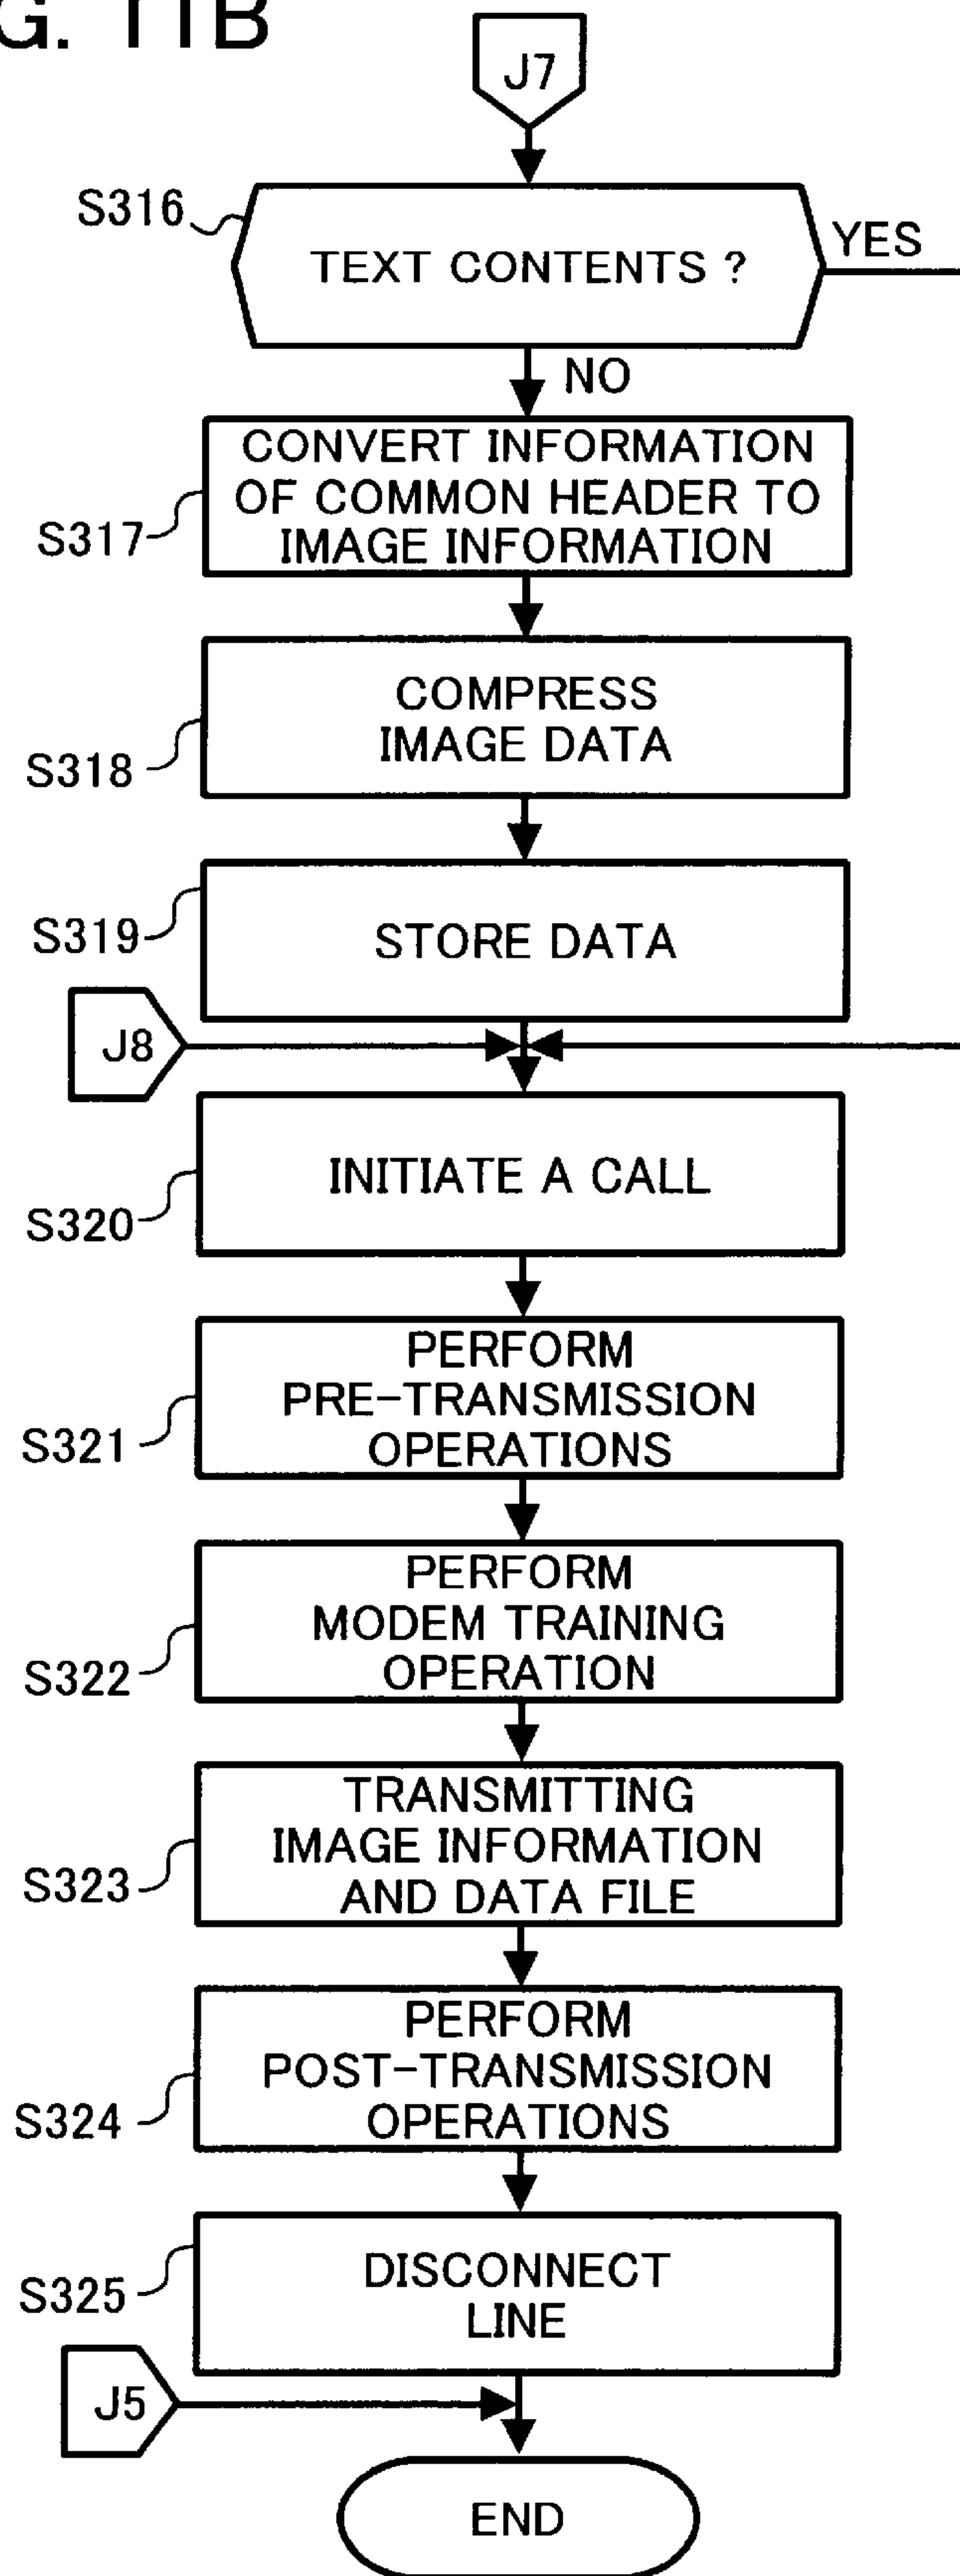 G. 11B
J7
S316
TEXT CONTENTS ?
YES
NO
CONVERT INFORMATION
OF COMMON HEADER TO
IMAGE INFORMATION
S317
COMPRESS
IMAGE DATA
S318
STORE DATA
S319
J8
INITIATE A CALL
S320
PERFORM
PRE-TRANSMISSION
OPERATIONS
S321
PERFORM
MODEM TRAINING
OPERATION
S322
TRANSMITTING
IMAGE INFORMATION
AND DATA FILE
S323
PERFORM
POST-TRANSMISSION
OPERATIONS
S324
DISCONNECT
LINE
S325
J5
END